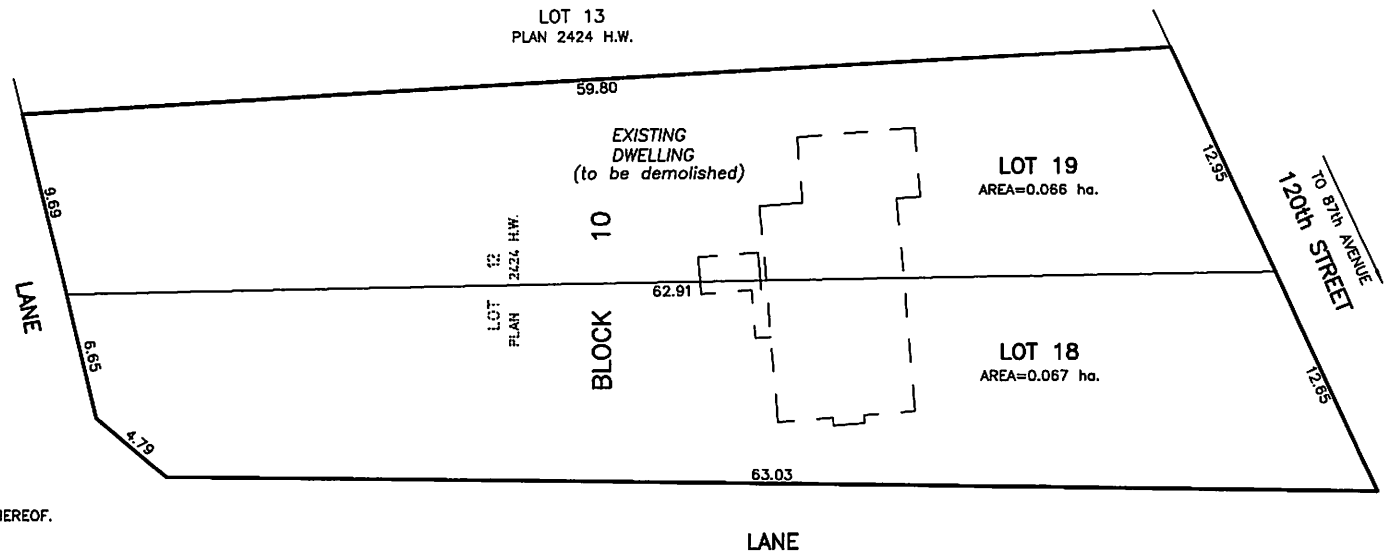 LOT 13
PLAN 2424 H.W.
59.80
EXISTING
DWELLING
(to be demolished)
LOT 19
AREA=0.066 ha.
12.95
TO 87th AVENUE
120th STREET
9.69
LOT 12
PLAN 2424 H.W.
BLOCK 10
62.91
LANE
6.65
LOT 18
AREA=0.067 ha.
12.65
4.79
63.03
HEREOF.
LANE